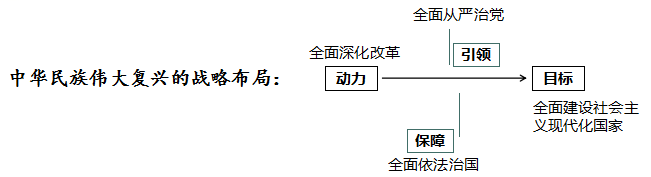 全面从严治党
全面深化改革
引领
中华民族伟大复兴的战略布局：
动力
目标
全面建设社会主
义现代化国家
保障
全面依法治国